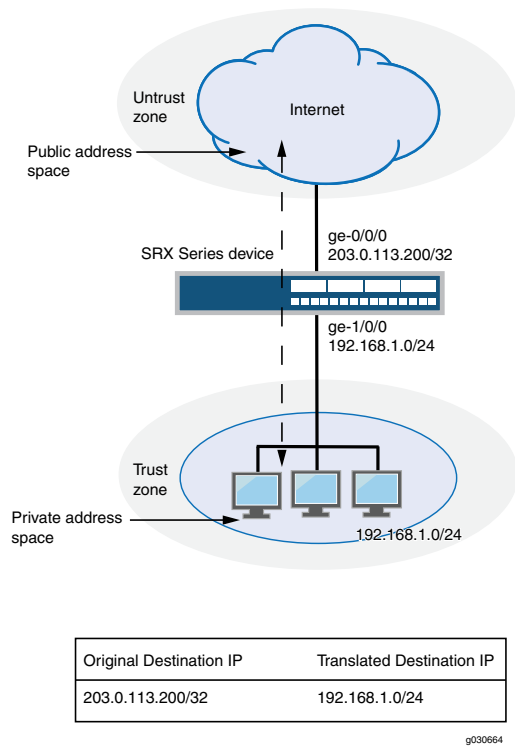 Untrust
zone
Internet
Public address
space
ge-0/0/0
203.0.113.200/32
SRX Series device
ge-1/0/0
192.168.1.0/24
Trust
zone
Private address
space
192.168.1.0/24
Original Destination IP Translated Destination IP
203.0.113.200/32 192.168.1.0/24
g030664